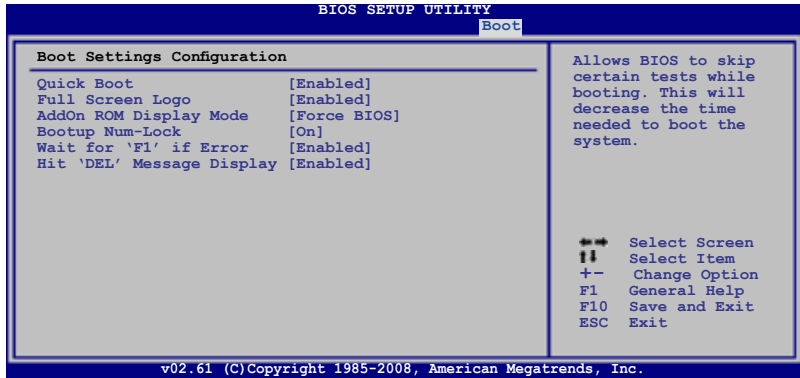 BIOS SETUP UTILITY
Boot
Boot Settings Configuration
Quick Boot [Enabled]
Full Screen Logo [Enabled]
AddOn ROM Display Mode [Force BIOS]
Bootup Num-Lock [On]
Wait for ‘F1’ if Error [Enabled]
Hit ‘DEL’ Message Display [Enabled]
Allows BIOS to skip
certain tests while
booting. This will
decrease the time
needed to boot the
system.
←→ Select Screen
↑↓ Select Item
+- Change Option
F1 General Help
F10 Save and Exit
ESC Exit
v02.61 (C)Copyright 1985-2008, American Megatrends, Inc.